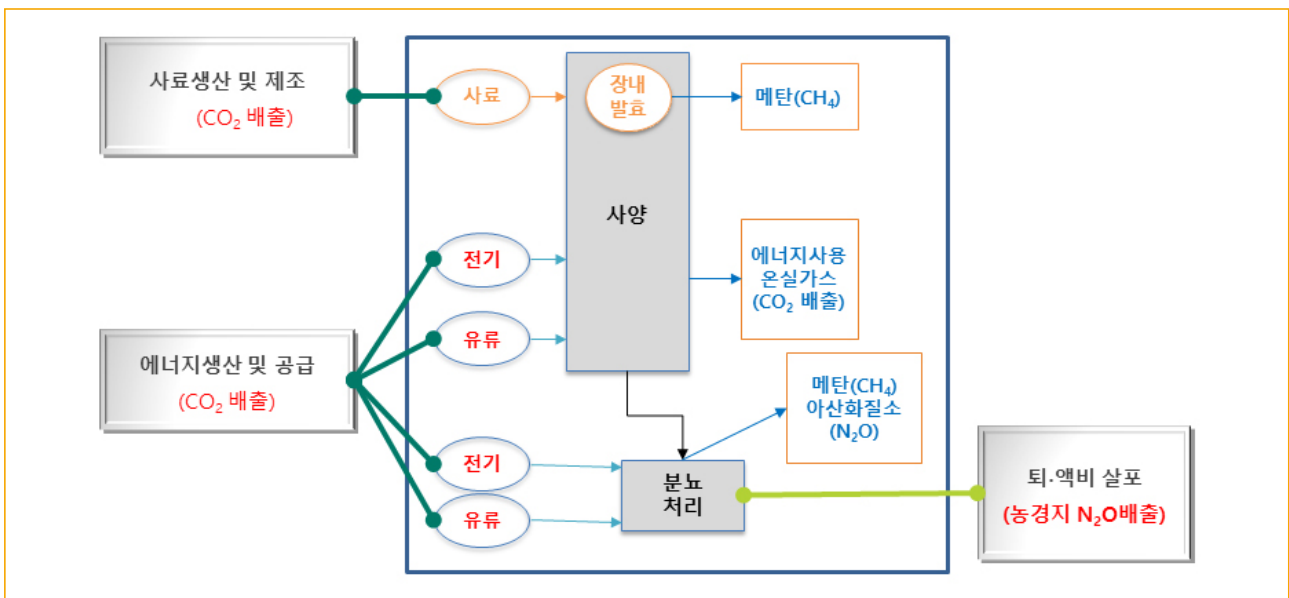 사료생산 및 제조
(CO₂ 배출)
사료
장내
발효
메탄(CH₄)
사양
전기
에너지사용
온실가스
(CO₂ 배출)
유류
에너지생산 및 공급
(CO₂ 배출)
메탄(CH₄)
아산화질소
(N₂O)
전기
유류
분뇨
처리
퇴·액비 살포
(농경지 N₂O배출)